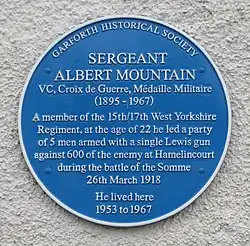 GARFORTH HISTORICAL SOCIETY
SERGEANT
ALBERT MOUNTAIN
VC, Croix de Guerre, Médaille Militaire
(1895 - 1967)
A member of the 15th/17th West Yorkshire
Regiment, at the age of 22 he led a party
of 5 men armed with a single Lewis gun
against 600 of the enemy at Hamelincourt
during the battle of the Somme
26th March 1918
He lived here
1953 to 1967